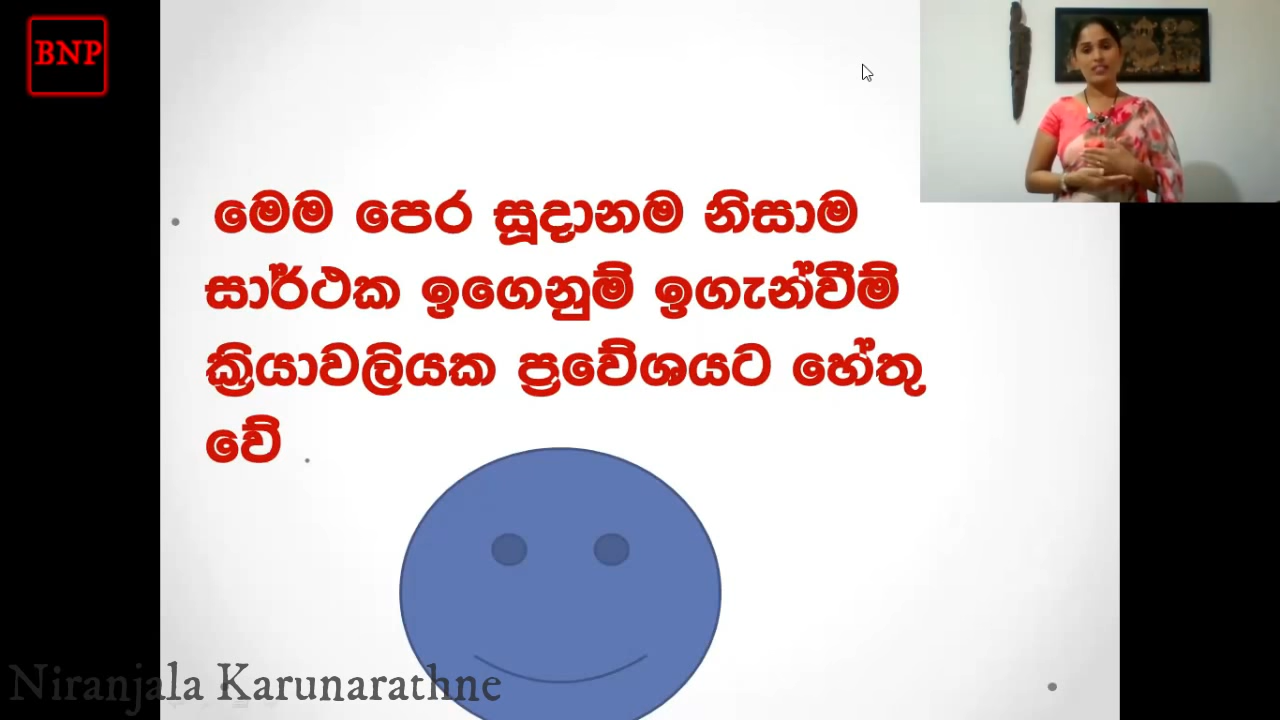 BNP
මෙම පෙර සූදානම නිසාම
සාර්ථක ඉගෙනුම් ඉගැන්වීම්
ක්‍රියාවලියක ප්‍රවේශයට හේතු
වේ .
Niranjala Karunarathne